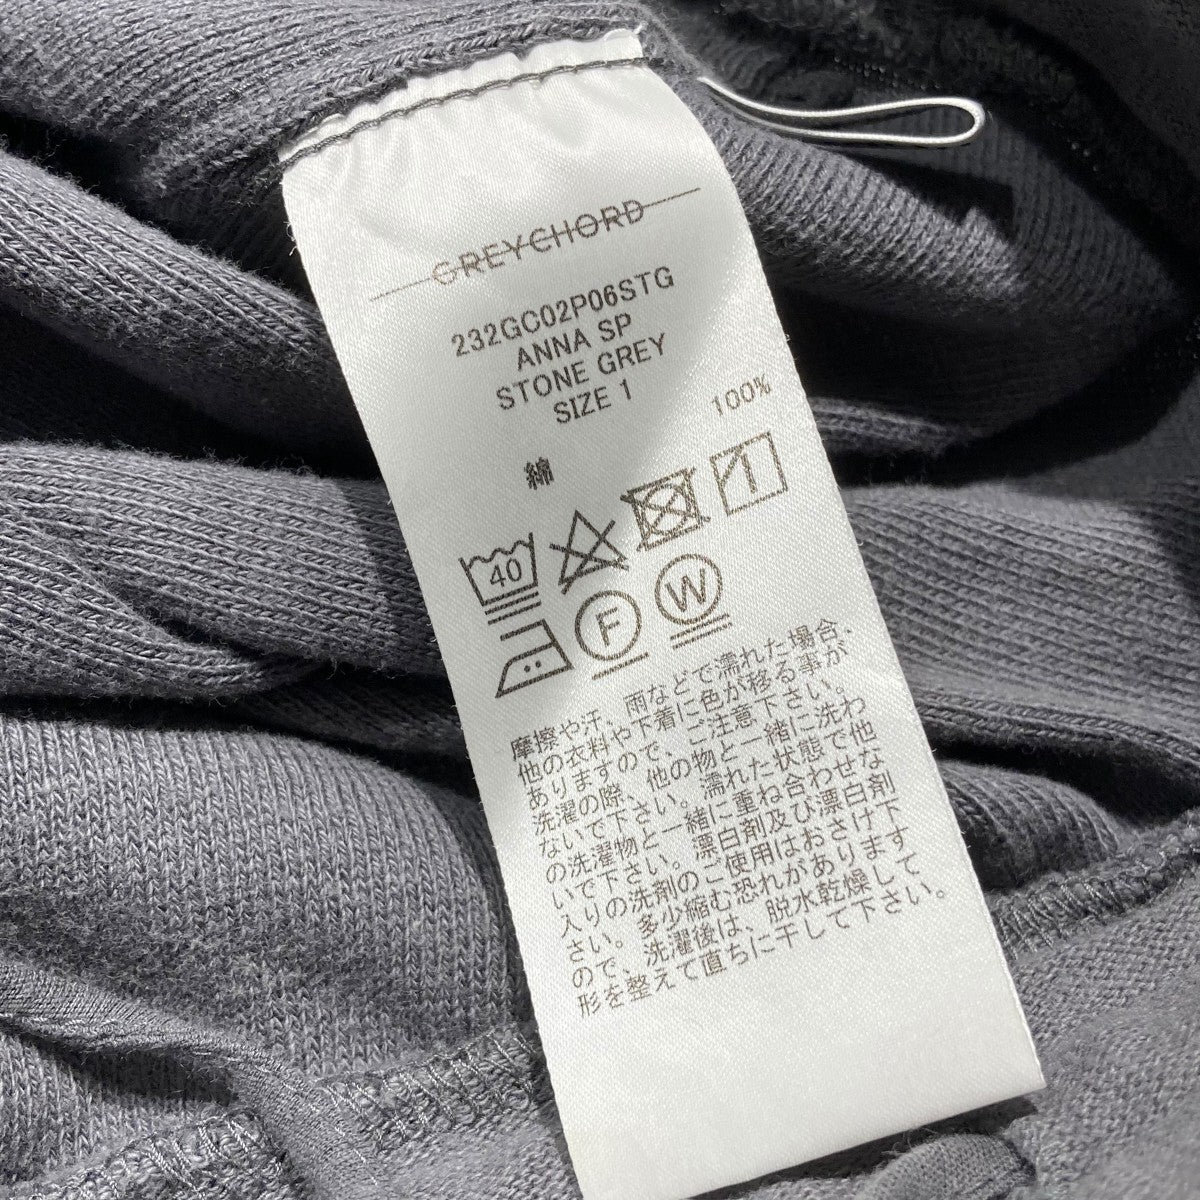 GREYCHORD
232GC02P06STG
ANNA SP
STONE GREY
SIZE 1
綿 100%
40
F W
摩擦や汗、雨などで濡れた場合、
他の衣料や下着に色が移る事が
ありますので、ご注意下さい。
洗濯の際、他の物と一緒に洗わ
ないで下さい。濡れた状態で他
の洗濯物と一緒に重ね合わせな
いで下さい。漂白剤及び漂白剤
入りの洗剤のご使用はおさけ下
さい。多少縮む恐れがありま す
ので、洗濯後は、脱水乾燥して
形を整えて直ちに干して下さい。